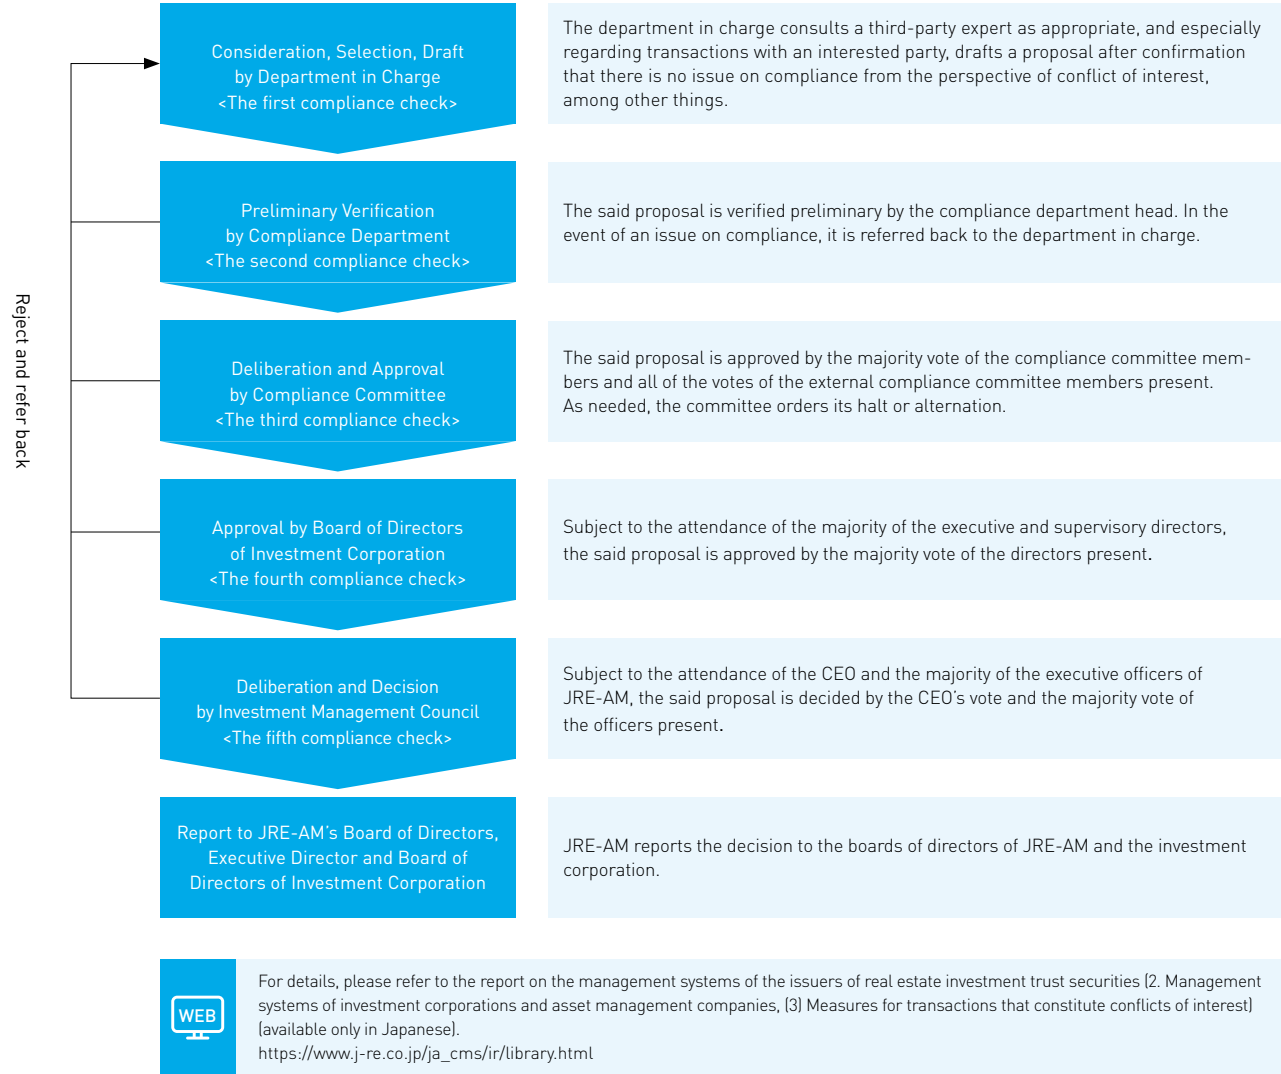 Consideration, Selection, Draft
by Department in Charge
<The first compliance check>
The department in charge consults a third-party expert as appropriate, and especially
regarding transactions with an interested party, drafts a proposal after confirmation
that there is no issue on compliance from the perspective of conflict of interest,
among other things.
Preliminary Verification
by Compliance Department
<The second compliance check>
The said proposal is verified preliminary by the compliance department head. In the
event of an issue on compliance, it is referred back to the department in charge.
Reject and refer back
Deliberation and Approval
by Compliance Committee
<The third compliance check>
The said proposal is approved by the majority vote of the compliance committee mem-
bers and all of the votes of the external compliance committee members present.
As needed, the committee orders its halt or alternation.
Approval by Board of Directors
of Investment Corporation
<The fourth compliance check>
Subject to the attendance of the majority of the executive and supervisory directors,
the said proposal is approved by the majority vote of the directors present.
Deliberation and Decision
by Investment Management Council
<The fifth compliance check>
Subject to the attendance of the CEO and the majority of the executive officers of
JRE-AM, the said proposal is decided by the CEO's vote and the majority vote of
the officers present.
Report to JRE-AM's Board of Directors,
Executive Director and Board of
Directors of Investment Corporation
JRE-AM reports the decision to the boards of directors of JRE-AM and the investment
corporation.
WEB
For details, please refer to the report on the management systems of the issuers of real estate investment trust securities (2. Management
systems of investment corporations and asset management companies, (3) Measures for transactions that constitute conflicts of interest)
(available only in Japanese).
https://www.j-re.co.jp/ja_cms/ir/library.html